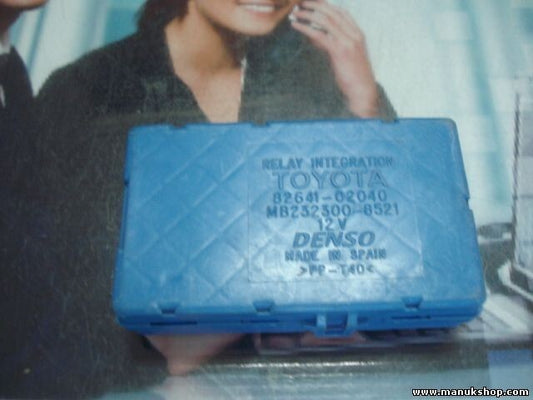 RELAY INTEGRATION
TOYOTA
82641-02040
MB232300-8521
12V
DENSO
MADE IN SPAIN
>PP-T40<
www.manukshop.com